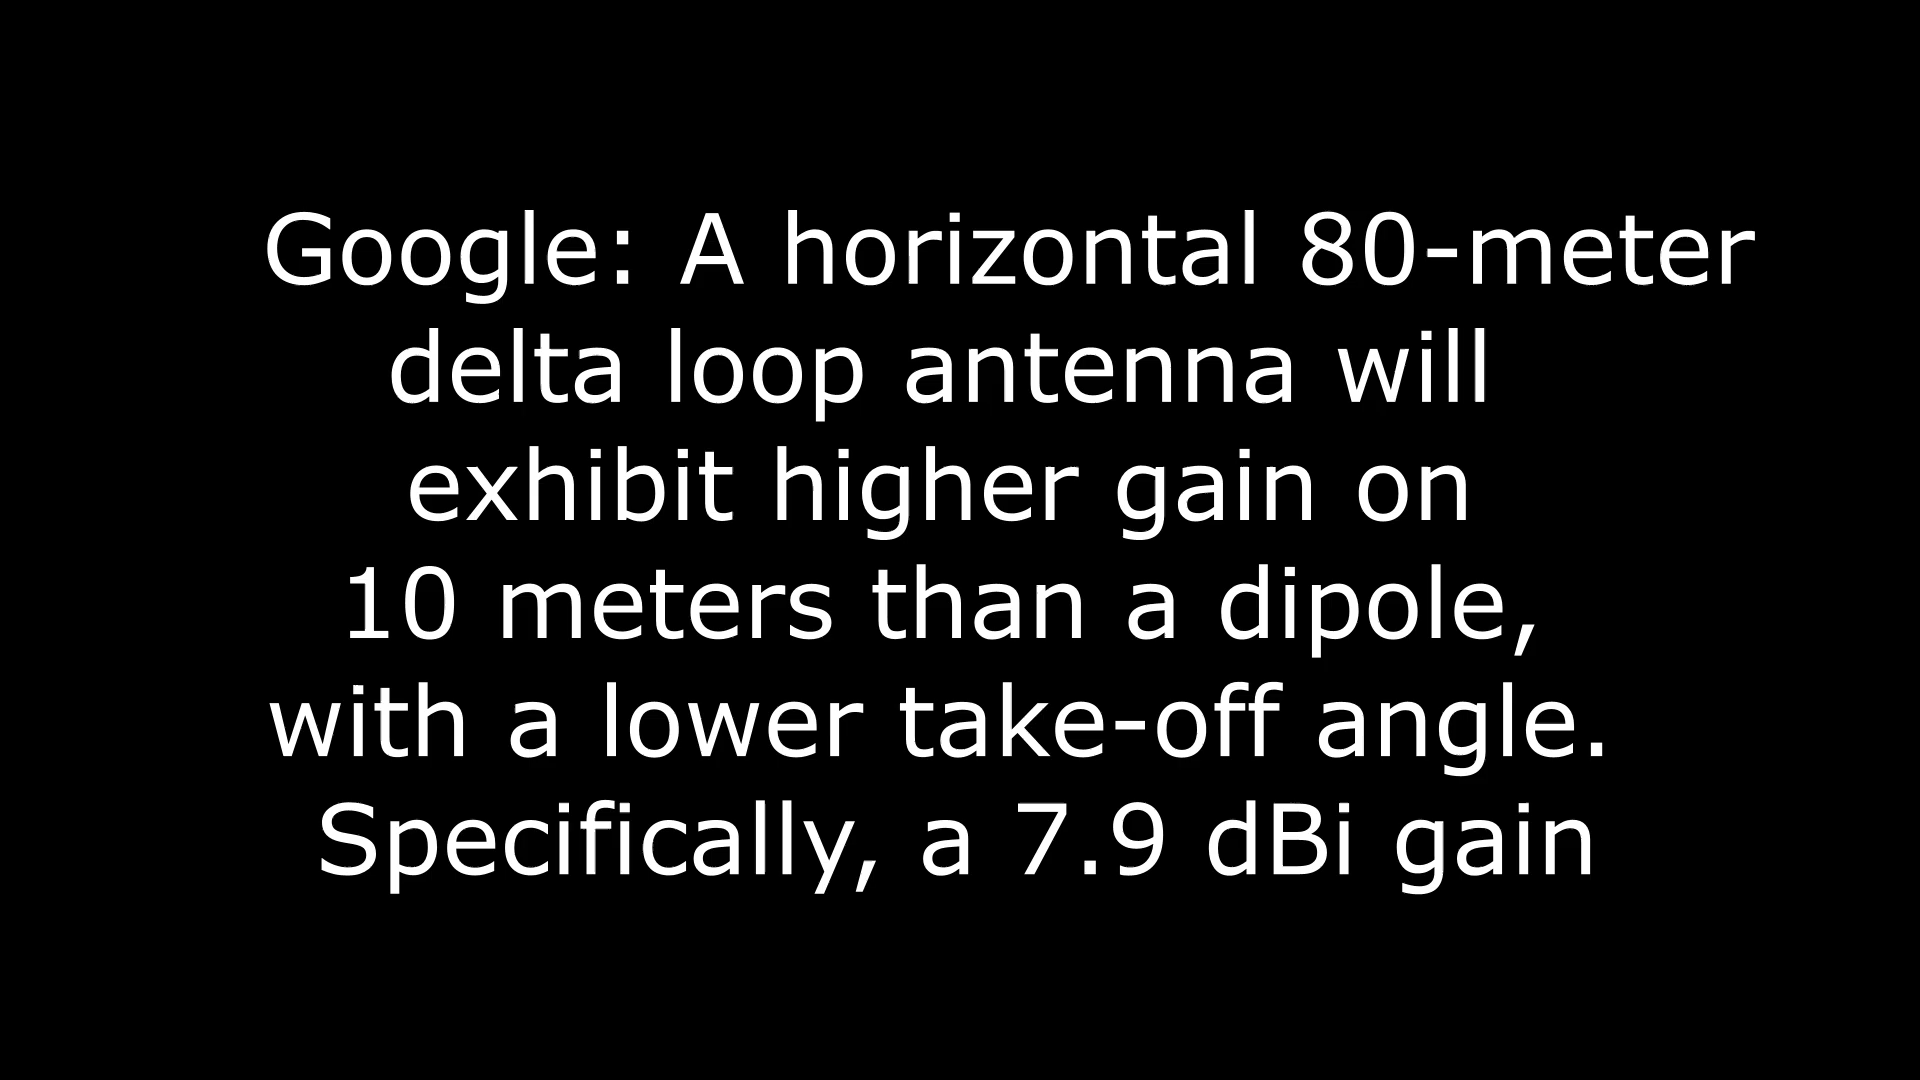 Google: A horizontal 80-meter
delta loop antenna will
exhibit higher gain on
10 meters than a dipole,
with a lower take-off angle.
Specifically, a 7.9 dBi gain